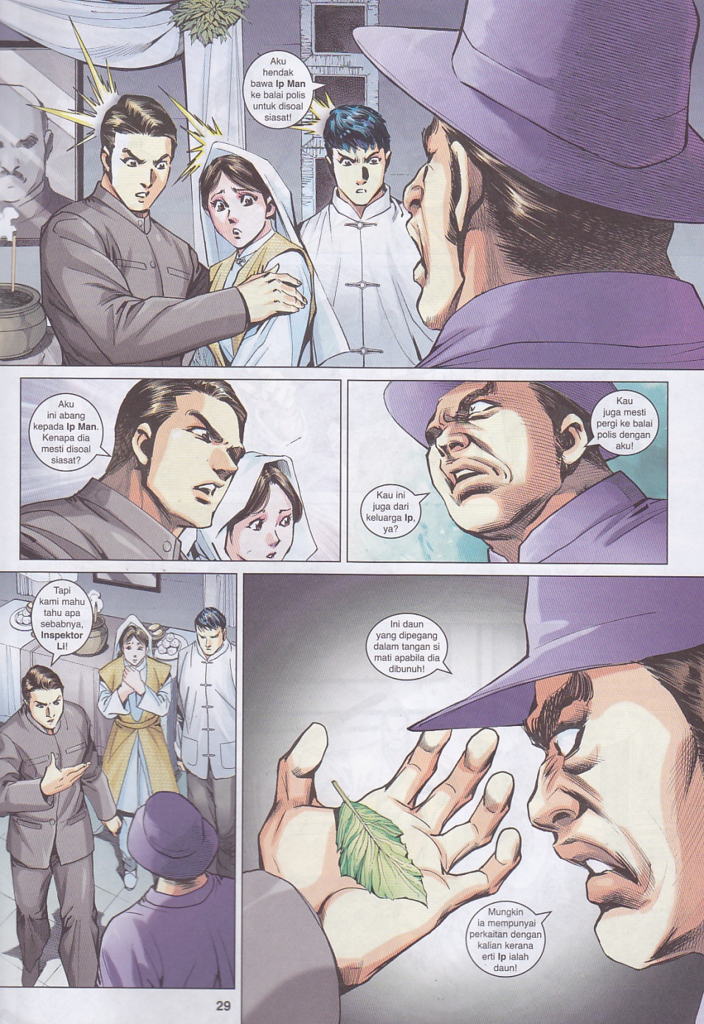 Aku
hendak
bawa Ip Man
ke balai polis
untuk disoal
siasat!
Aku
ini abang
kepada Ip Man.
Kenapa dia
mesti disoal
siasat?
Kau
juga mesti
pergi ke balai
polis dengan
aku!
Kau ini
juga dari
keluarga Ip,
ya?
Tapi
kami mahu
tahu apa
sebabnya,
Inspektor
Li!
Ini daun
yang dipegang
dalam tangan si
mati apabila dia
dibunuh!
Mungkin
ia mempunyai
perkaitan dengan
kalian kerana
erti Ip ialah
daun!
29